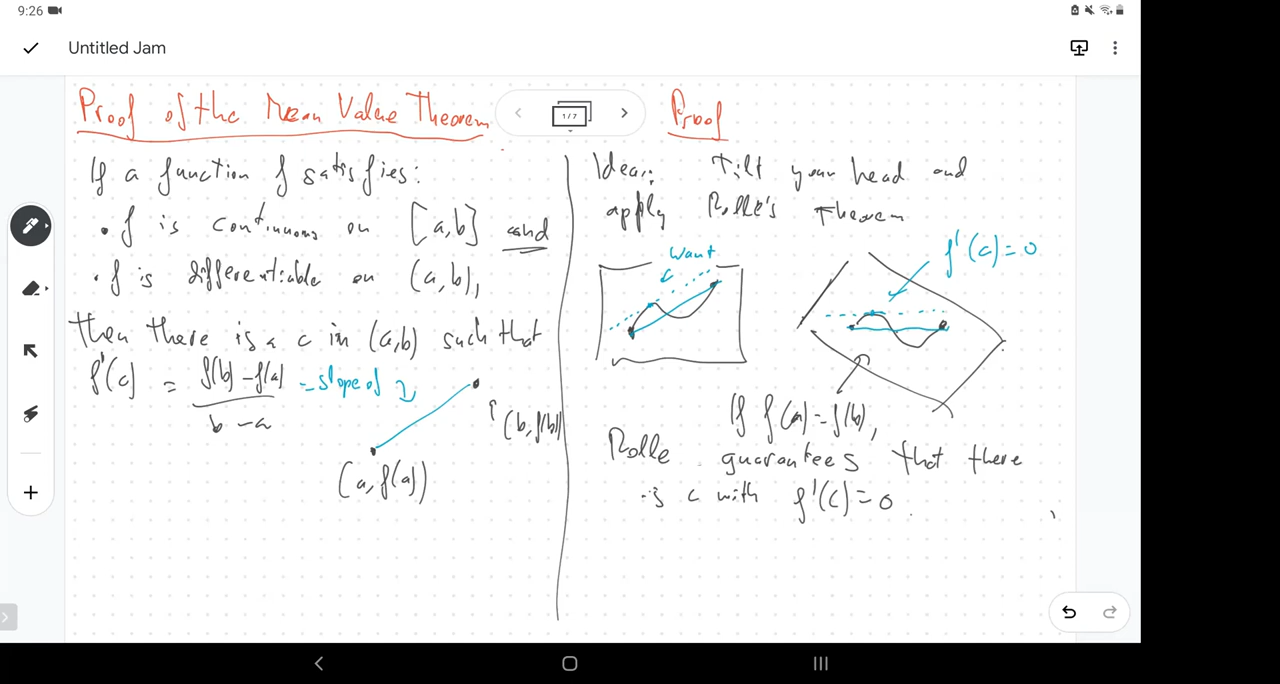 9:26
Untitled Jam
Proof of the Mean Value Theorem
1/7
If a function f satisfies:
• f is continuous on [a,b] and
• f is differentiable on (a,b),
Then there is a c in (a,b) such that
f'(c) = f(b)-f(a) / b-a = slope of
(b, f(b))
(a, f(a))
Proof
Idea: Tilt your head and
apply Rolle's Theorem
Want
f'(c)=0
If f(a)=f(b),
Rolle guarantees that there
is c with f'(c)=0.